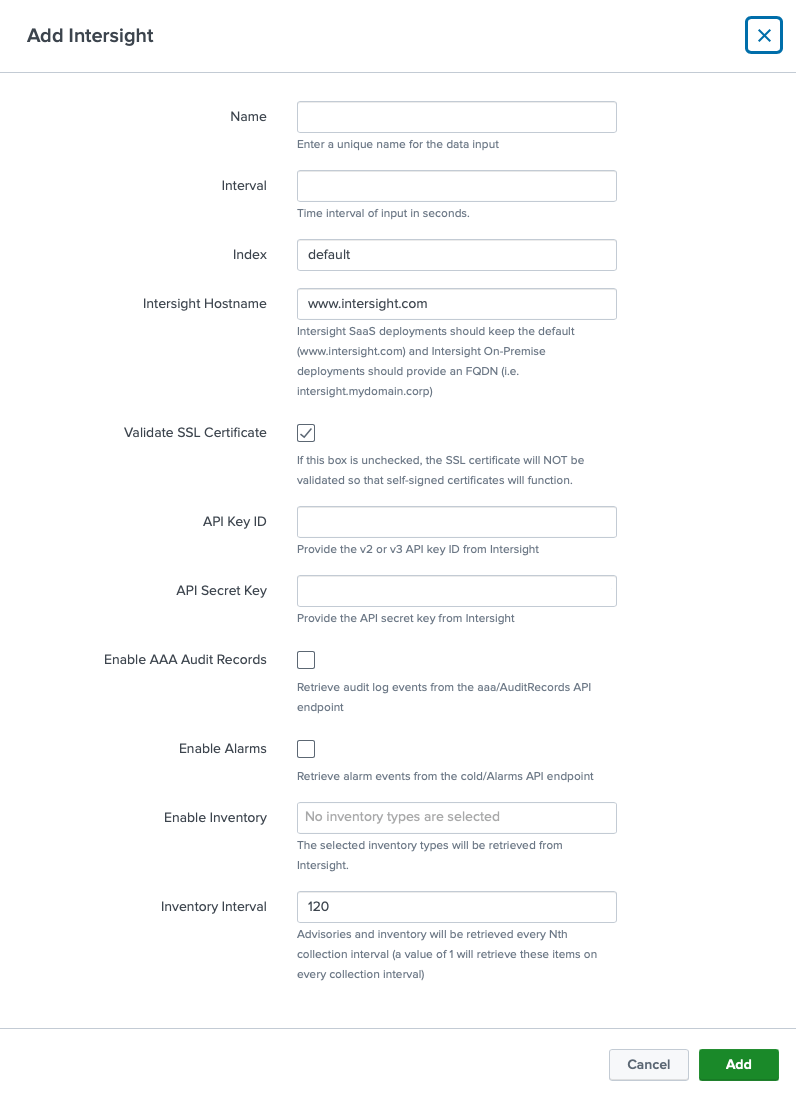 Add Intersight
Name
Enter a unique name for the data input
Interval
Time interval of input in seconds.
Index
default
Intersight Hostname
www.intersight.com
Intersight SaaS deployments should keep the default
(www.intersight.com) and Intersight On-Premise
deployments should provide an FQDN (i.e.
intersight.mydomain.corp)
Validate SSL Certificate
If this box is unchecked, the SSL certificate will NOT be
validated so that self-signed certificates will function.
API Key ID
Provide the v2 or v3 API key ID from Intersight
API Secret Key
Provide the API secret key from Intersight
Enable AAA Audit Records
Retrieve audit log events from the aaa/AuditRecords API
endpoint
Enable Alarms
Retrieve alarm events from the cold/Alarms API endpoint
Enable Inventory
No inventory types are selected
The selected inventory types will be retrieved from
Intersight.
Inventory Interval
120
Advisories and inventory will be retrieved every Nth
collection interval (a value of 1 will retrieve these items on
every collection interval)
Cancel
Add